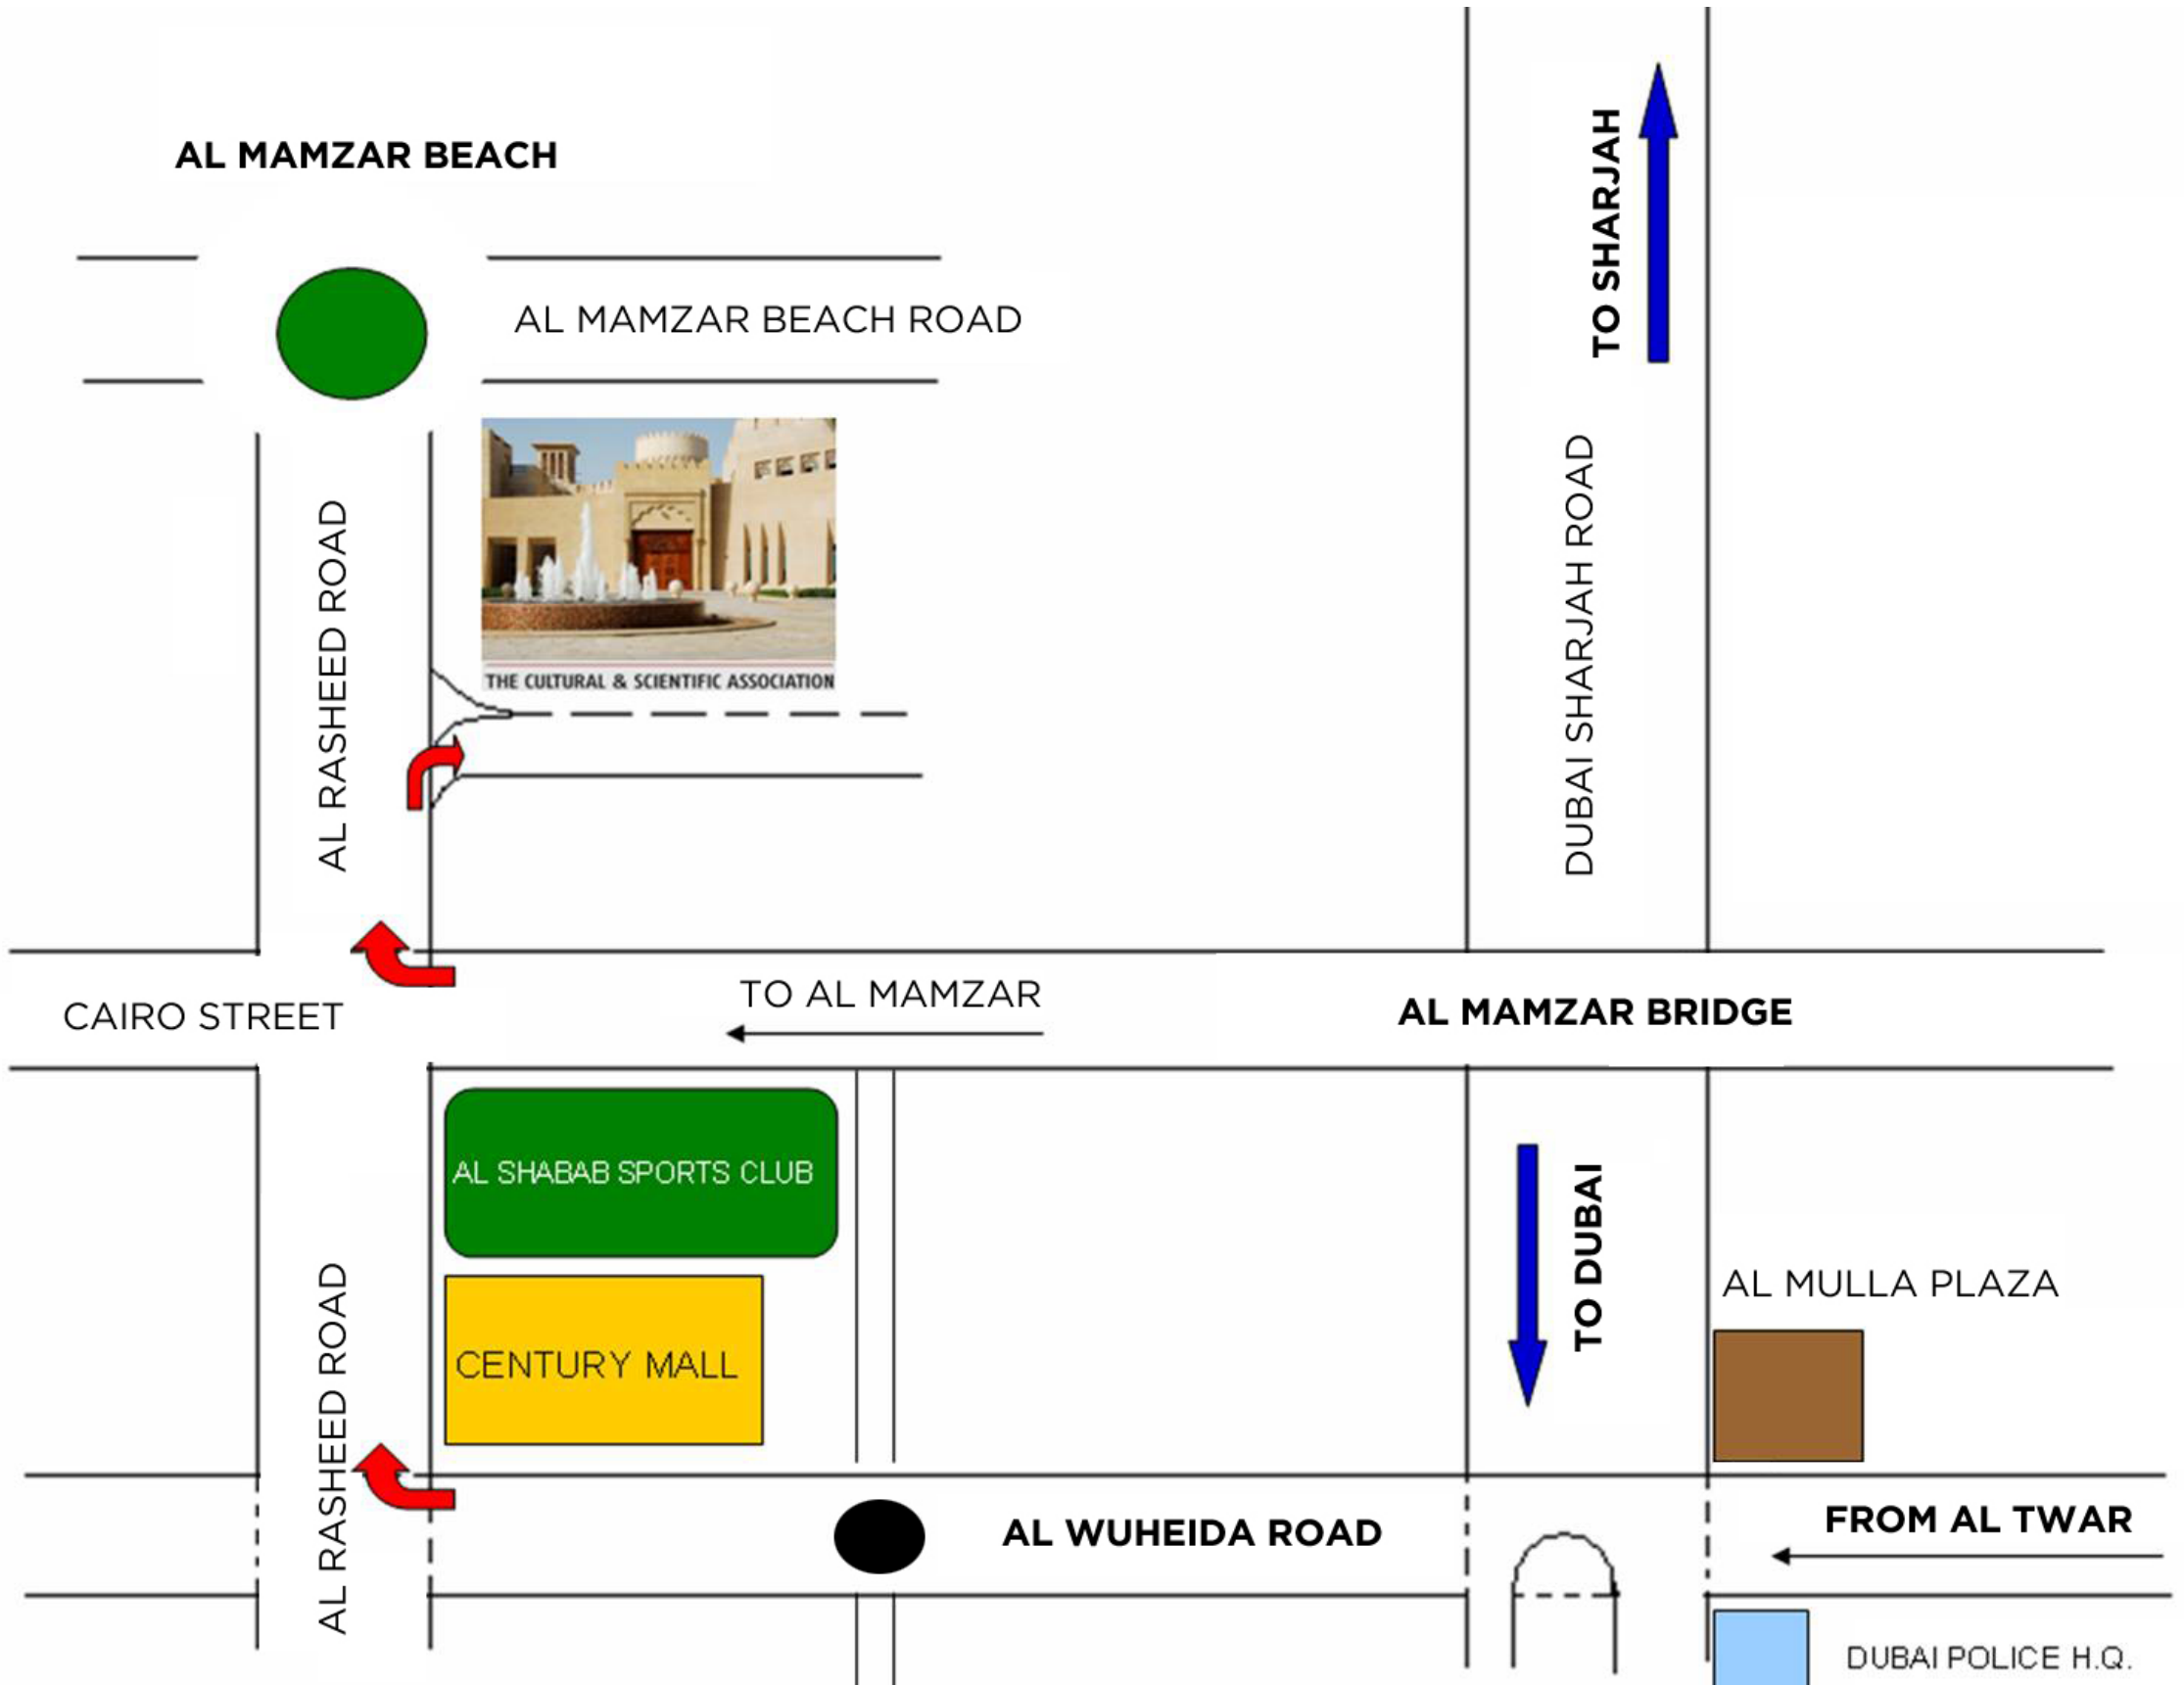 AL MAMZAR BEACH
TO SHARJAH
AL MAMZAR BEACH ROAD
AL RASHEED ROAD
THE CULTURAL & SCIENTIFIC ASSOCIATION
DUBAI SHARJAH ROAD
CAIRO STREET
TO AL MAMZAR
AL MAMZAR BRIDGE
AL SHABAB SPORTS CLUB
TO DUBAI
AL MULLA PLAZA
CENTURY MALL
AL RASHEED ROAD
AL WUHEIDA ROAD
FROM AL TWAR
DUBAI POLICE H.Q.